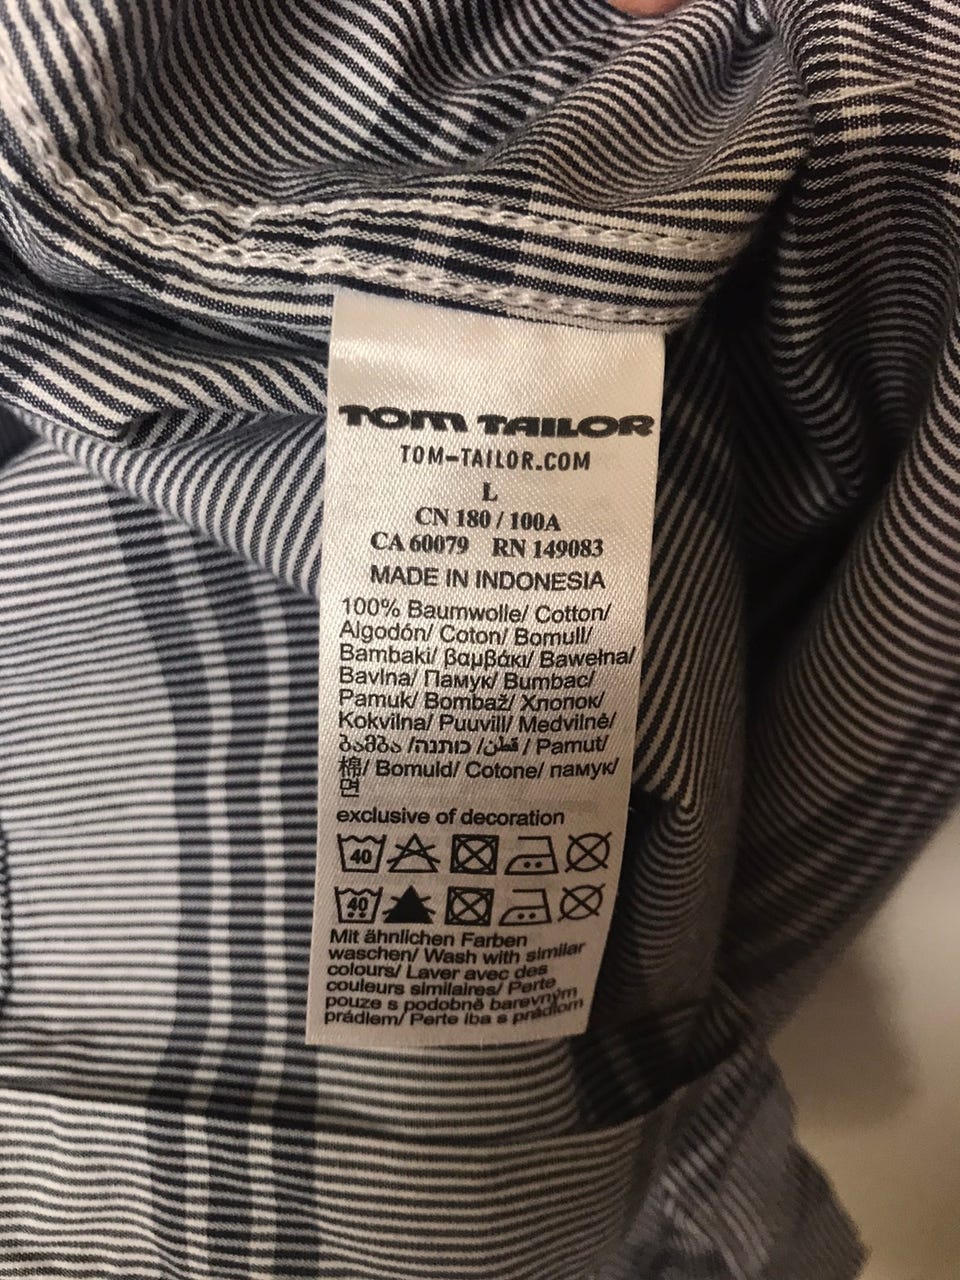 TOM TAILOR
TOM-TAILOR.COM
L
CN 180 / 100A
CA 60079 RN 149083
MADE IN INDONESIA
100% Baumwolle/ Cotton/
Algodón/ Coton/ Bomull/
Bambaki/ βαμβάκι/ Bawełna/
Bavlna/ Памук/ Bumbac/
Pamuk/ Bombaž/ Хлопок/
Kokvilna/ Puuvill/ Medvilnė/
ბამბა /כותנה /قطن / Pamut/
棉/ Bomuld/ Cotone/ памук/
면
exclusive of decoration
40
40
Mit ähnlichen Farben
waschen/ Wash with similar
colours/ Laver avec des
couleurs similaires/ Perte
pouze s podobně barevným
prádlem/ Perte iba s prádlom